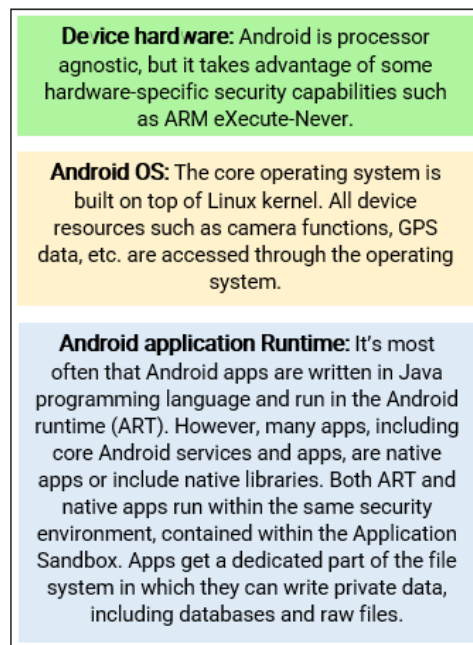 Device hardware: Android is processor
agnostic, but it takes advantage of some
hardware-specific security capabilities such
as ARM eXecute-Never.
Android OS: The core operating system is
built on top of Linux kernel. All device
resources such as camera functions, GPS
data, etc. are accessed through the operating
system.
Android application Runtime: It's most
often that Android apps are written in Java
programming language and run in the Android
runtime (ART). However, many apps, including
core Android services and apps, are native
apps or include native libraries. Both ART and
native apps run within the same security
environment, contained within the Application
Sandbox. Apps get a dedicated part of the file
system in which they can write private data,
including databases and raw files.